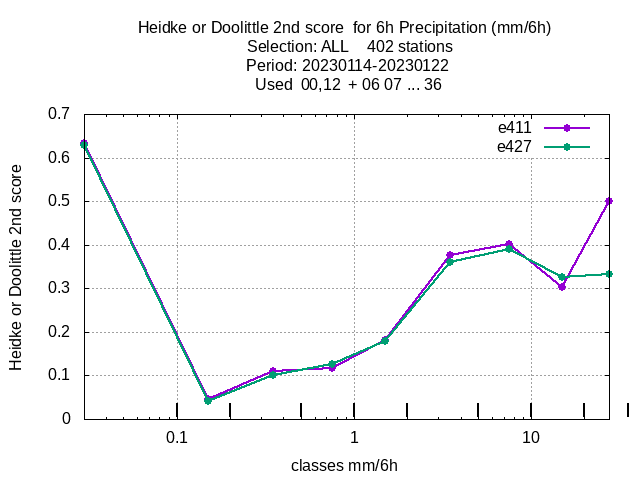 Heidke or Doolittle 2nd score  for 6h Precipitation (mm/6h)
Selection: ALL    402 stations
Period: 20230114-20230122
Used  00,12  + 06 07 ... 36
e411
e427
Heidke or Doolittle 2nd score
0.7
0.6
0.5
0.4
0.3
0.2
0.1
0
0.1 1 10
classes mm/6h